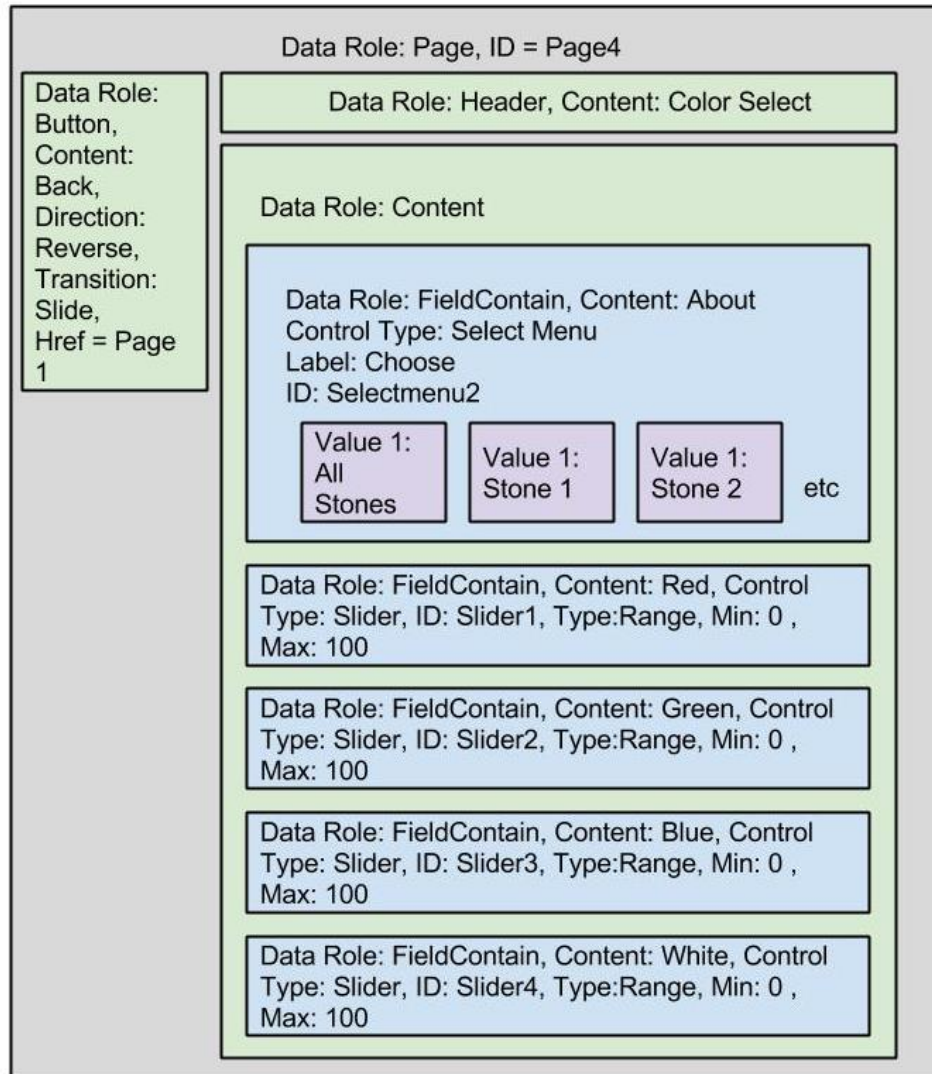 Data Role: Page, ID = Page4
Data Role:
Button,
Content:
Back,
Direction:
Reverse,
Transition:
Slide,
Href = Page
1
Data Role: Header, Content: Color Select
Data Role: Content
Data Role: FieldContain, Content: About
Control Type: Select Menu
Label: Choose
ID: Selectmenu2
Value 1:
All
Stones
Value 1:
Stone 1
Value 1:
Stone 2
etc
Data Role: FieldContain, Content: Red, Control
Type: Slider, ID: Slider1, Type:Range, Min: 0 ,
Max: 100
Data Role: FieldContain, Content: Green, Control
Type: Slider, ID: Slider2, Type:Range, Min: 0 ,
Max: 100
Data Role: FieldContain, Content: Blue, Control
Type: Slider, ID: Slider3, Type:Range, Min: 0 ,
Max: 100
Data Role: FieldContain, Content: White, Control
Type: Slider, ID: Slider4, Type:Range, Min: 0 ,
Max: 100